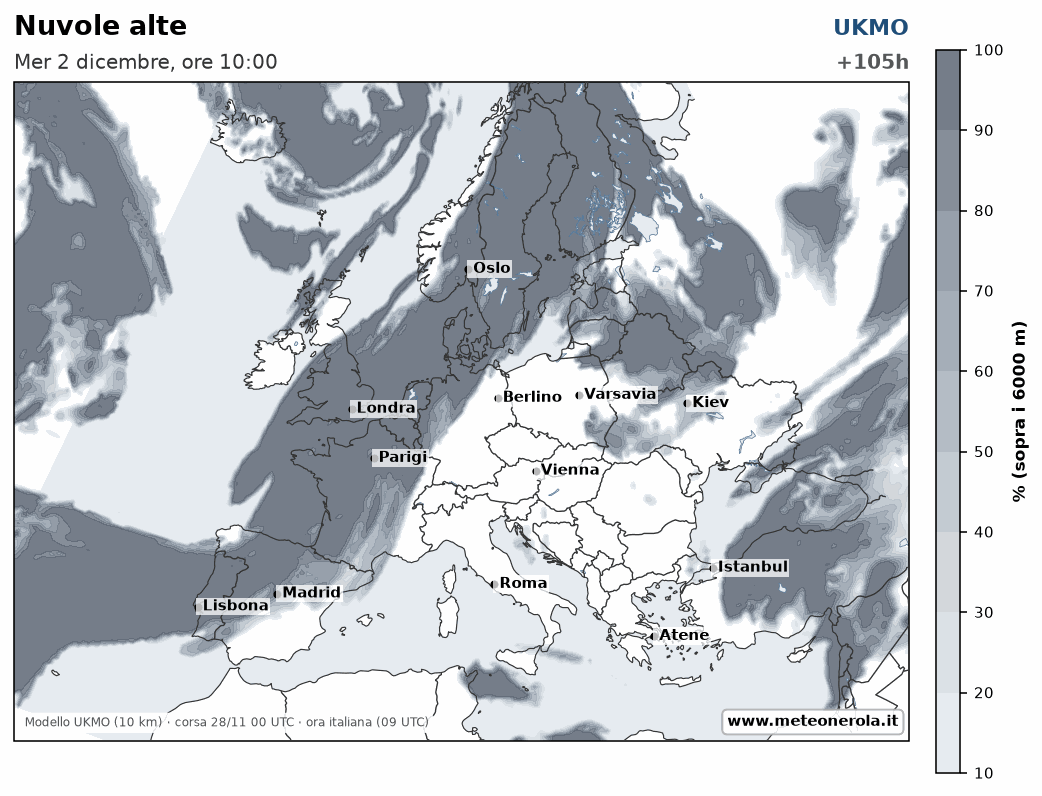 Nuvole alte
UKMO
Mer 2 dicembre, ore 10:00
+105h
Oslo
Londra
Berlino
Varsavia
Kiev
Parigi
Vienna
Istanbul
Roma
Madrid
Lisbona
Atene
Modello UKMO (10 km) · corsa 28/11 00 UTC · ora italiana (09 UTC)
www.meteonerola.it
100
90
80
70
60
50
40
30
20
10
% (sopra i 6000 m)